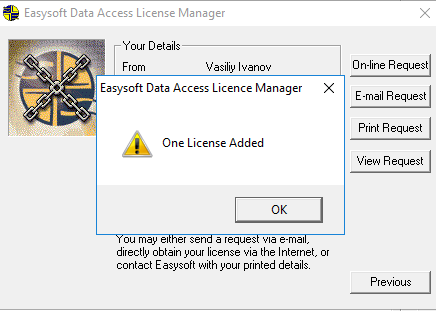 Easysoft Data Access License Manager
Your Details
From Vasiliy Ivanov
On-line Request
E-mail Request
Print Request
View Request
Easysoft Data Access Licence Manager
One License Added
OK
You may either send a request via e-mail,
directly obtain your license via the Internet, or
contact Easysoft with your printed details.
Previous